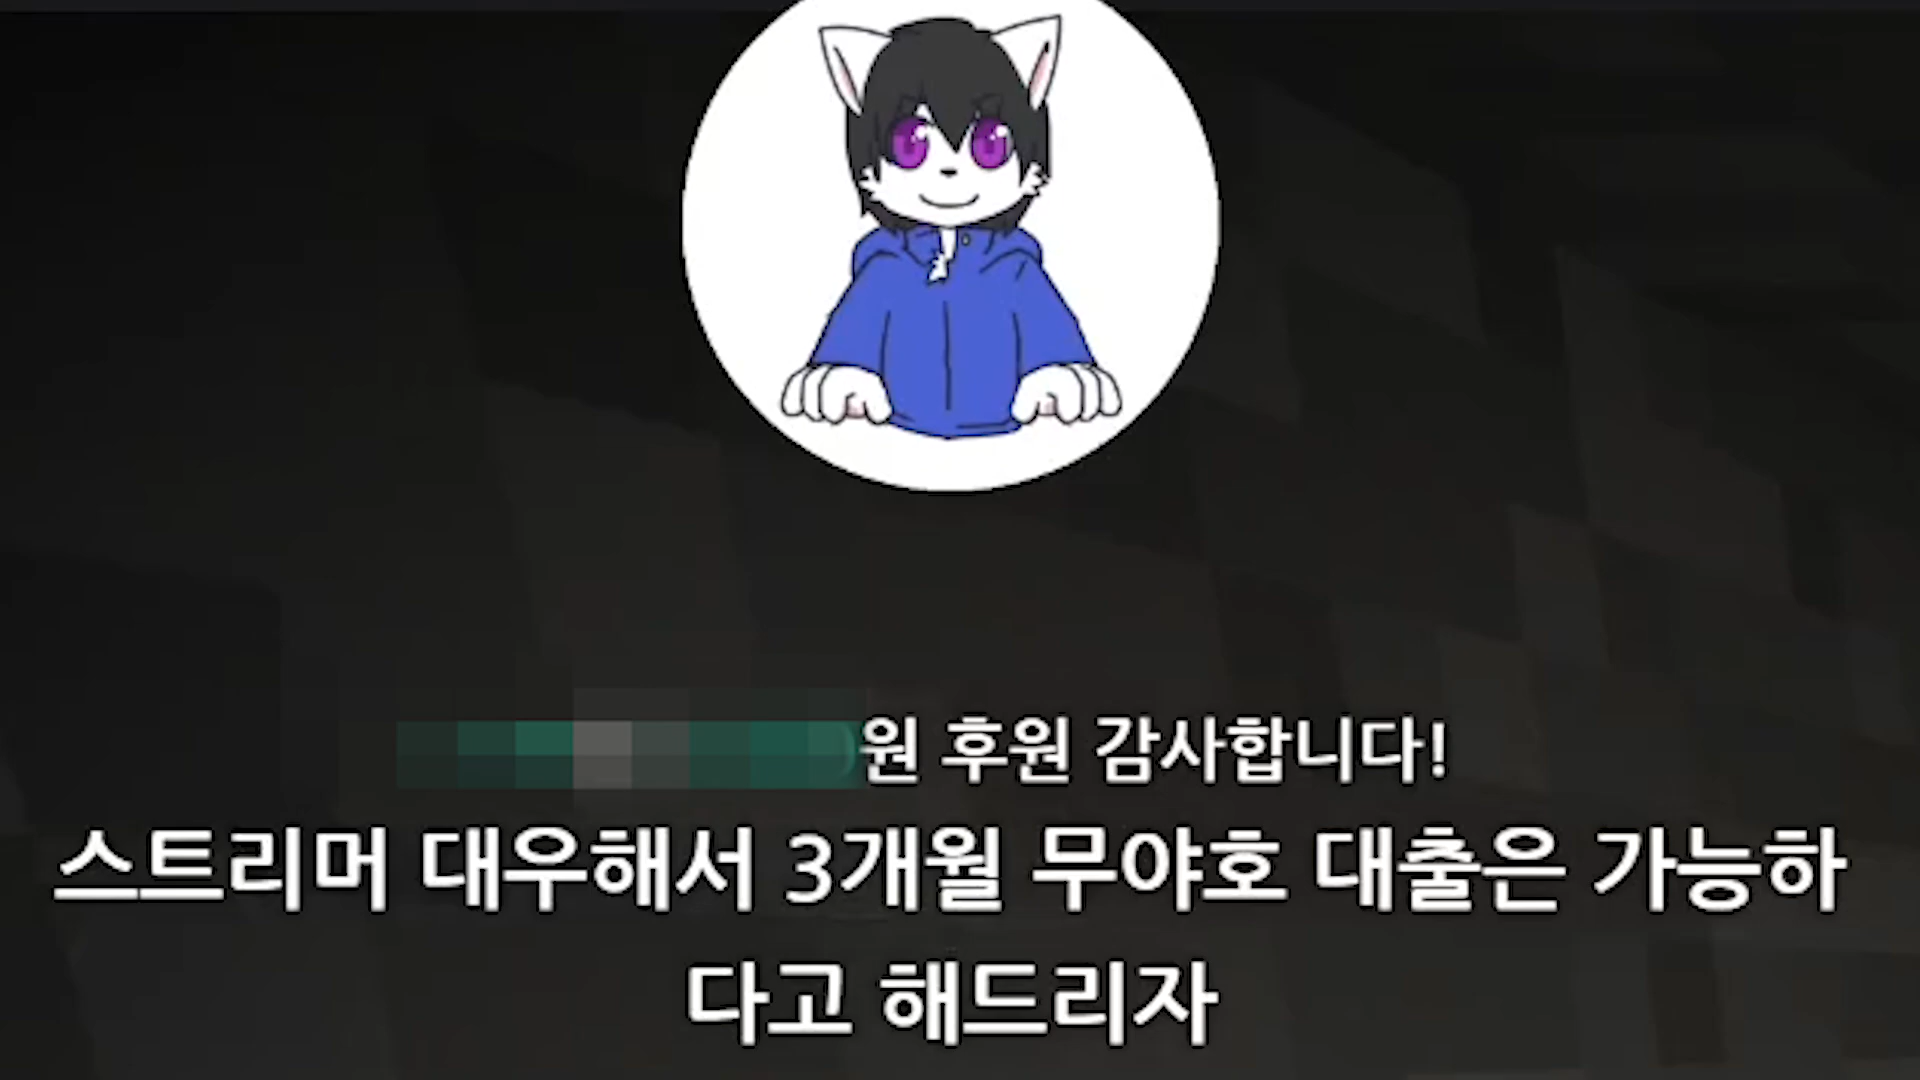 원 후원 감사합니다!
스트리머 대우해서 3개월 무야호 대출은 가능하
다고 해드리자